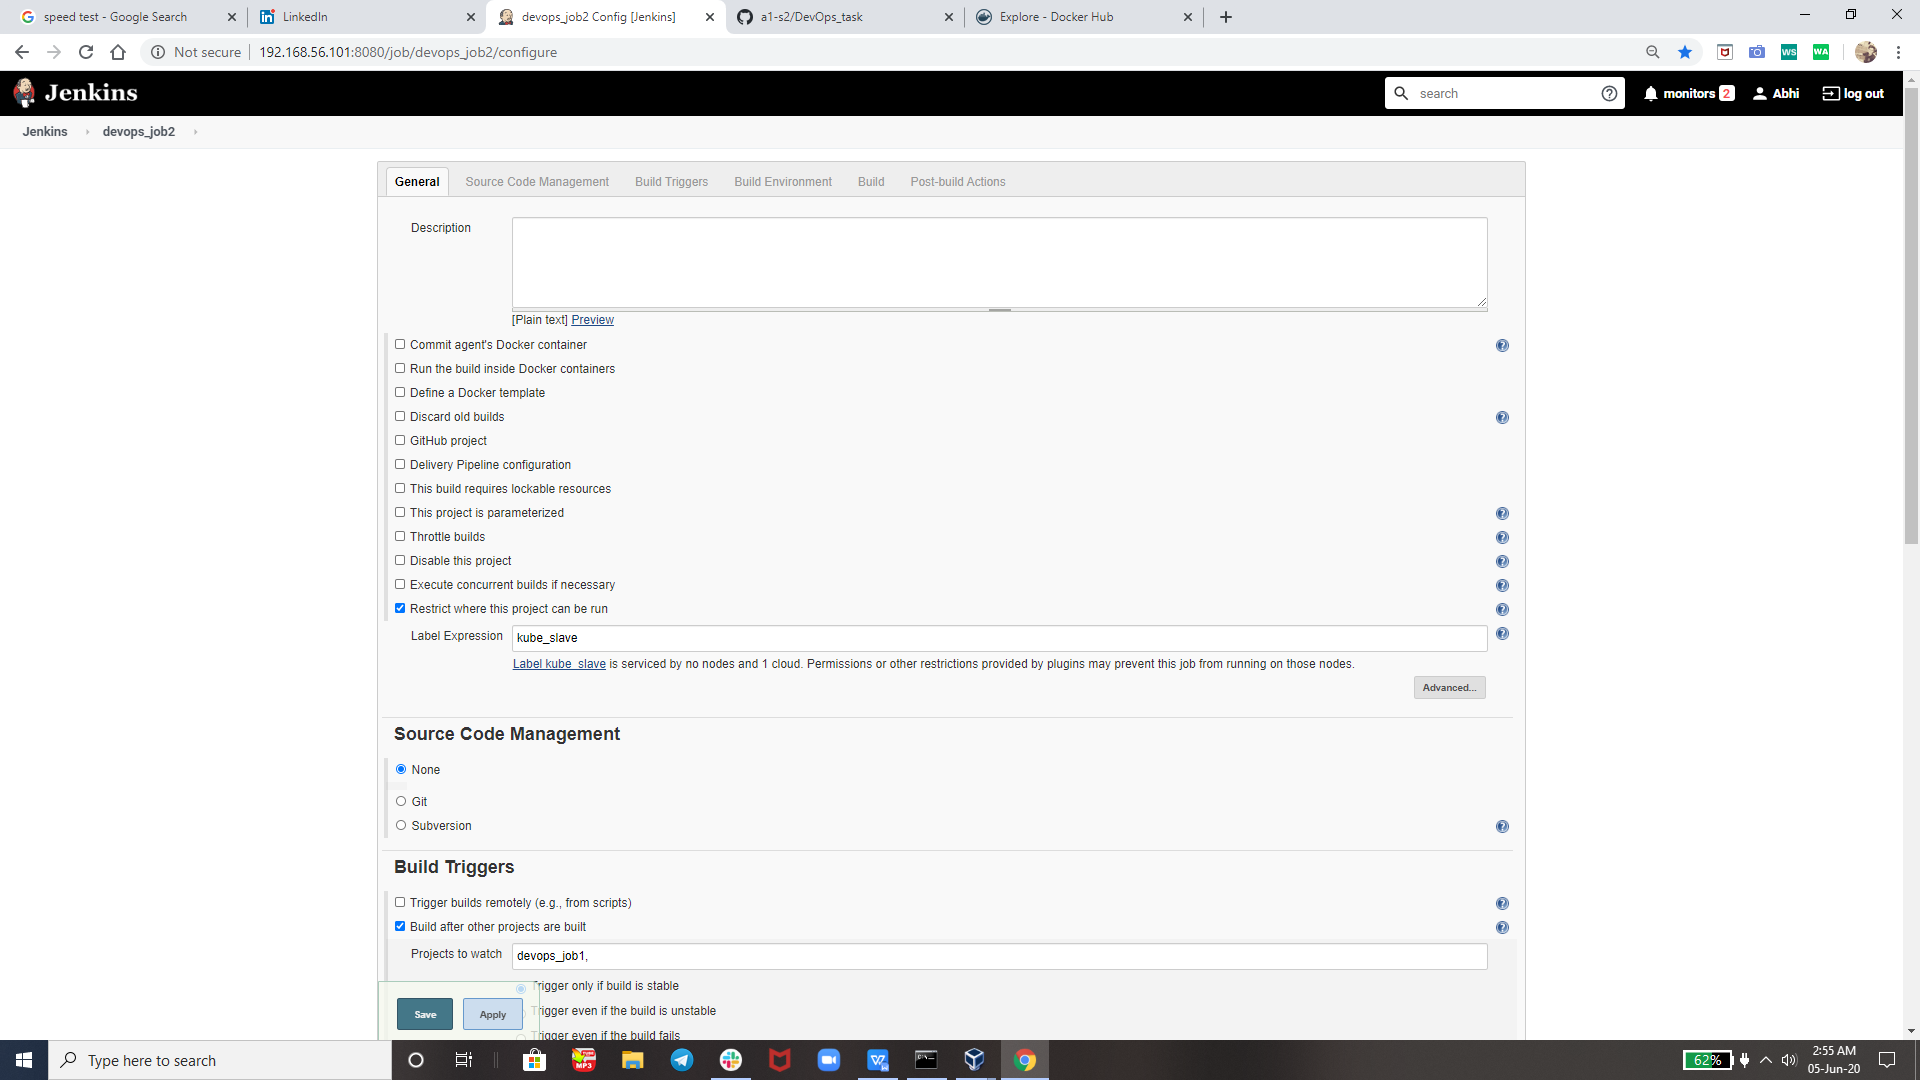 speed test - Google Search
LinkedIn
devops_job2 Config [Jenkins]
a1-s2/DevOps_task
Explore - Docker Hub
Not secure
192.168.56.101:8080/job/devops_job2/configure
WS
WA
Jenkins
search
monitors 2
Abhi
log out
Jenkins
devops_job2
General
Source Code Management
Build Triggers
Build Environment
Build
Post-build Actions
Description
[Plain text] Preview
Commit agent's Docker container
Run the build inside Docker containers
Define a Docker template
Discard old builds
GitHub project
Delivery Pipeline configuration
This build requires lockable resources
This project is parameterized
Throttle builds
Disable this project
Execute concurrent builds if necessary
Restrict where this project can be run
Label Expression
kube_slave
Label kube_slave is serviced by no nodes and 1 cloud. Permissions or other restrictions provided by plugins may prevent this job from running on those nodes.
Advanced...
Source Code Management
None
Git
Subversion
Build Triggers
Trigger builds remotely (e.g., from scripts)
Build after other projects are built
Projects to watch
devops_job1,
Trigger only if build is stable
Trigger even if the build is unstable
Trigger even if the build fails
Save
Apply
Type here to search
MP3
62%
2:55 AM
05-Jun-20